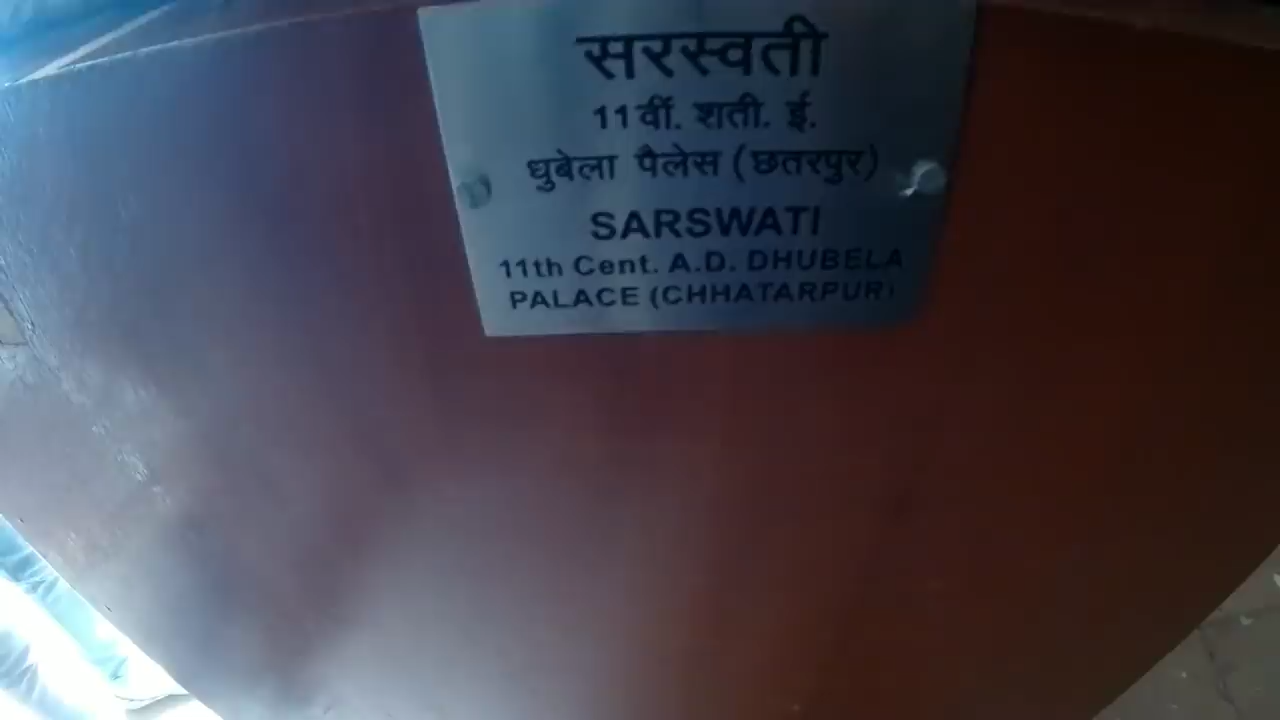 सरस्वती
11वीं. शती. ई.
धुबेला पैलेस (छतरपुर)
SARSWATI
11th Cent. A.D. DHUBELA
PALACE (CHHATARPUR)